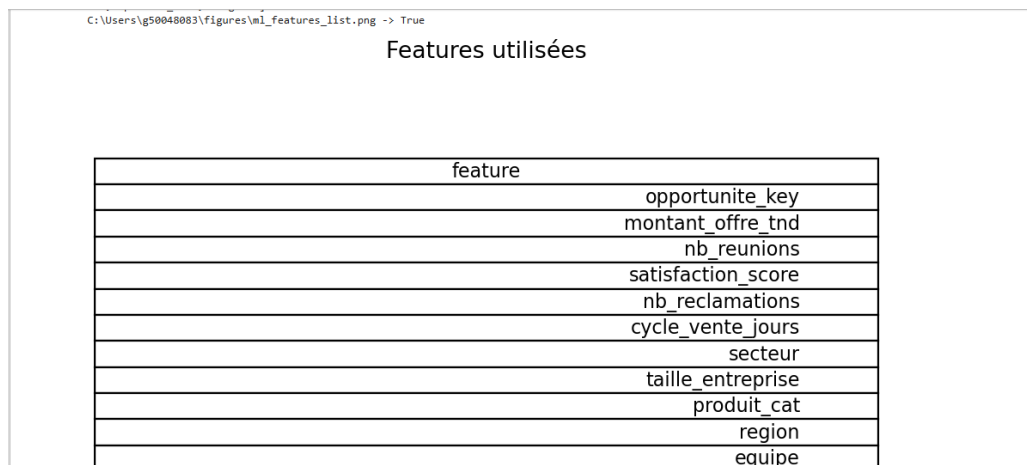 C:\Users\g50048083\figures\ml_features_list.png -> True
Features utilisées
feature
opportunite_key
montant_offre_tnd
nb_reunions
satisfaction_score
nb_reclamations
cycle_vente_jours
secteur
taille_entreprise
produit_cat
region
equipe